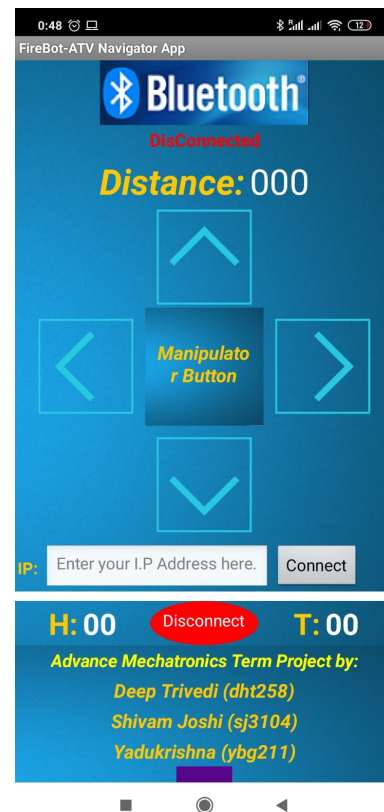 0:48
R
12
FireBot-ATV Navigator App
Bluetooth®
DisConnected
Distance: 000
Manipulato
r Button
IP: Enter your I.P Address here. Connect
H: 00 Disconnect T: 00
Advance Mechatronics Term Project by:
Deep Trivedi (dht258)
Shivam Joshi (sj3104)
Yadukrishna (ybg211)